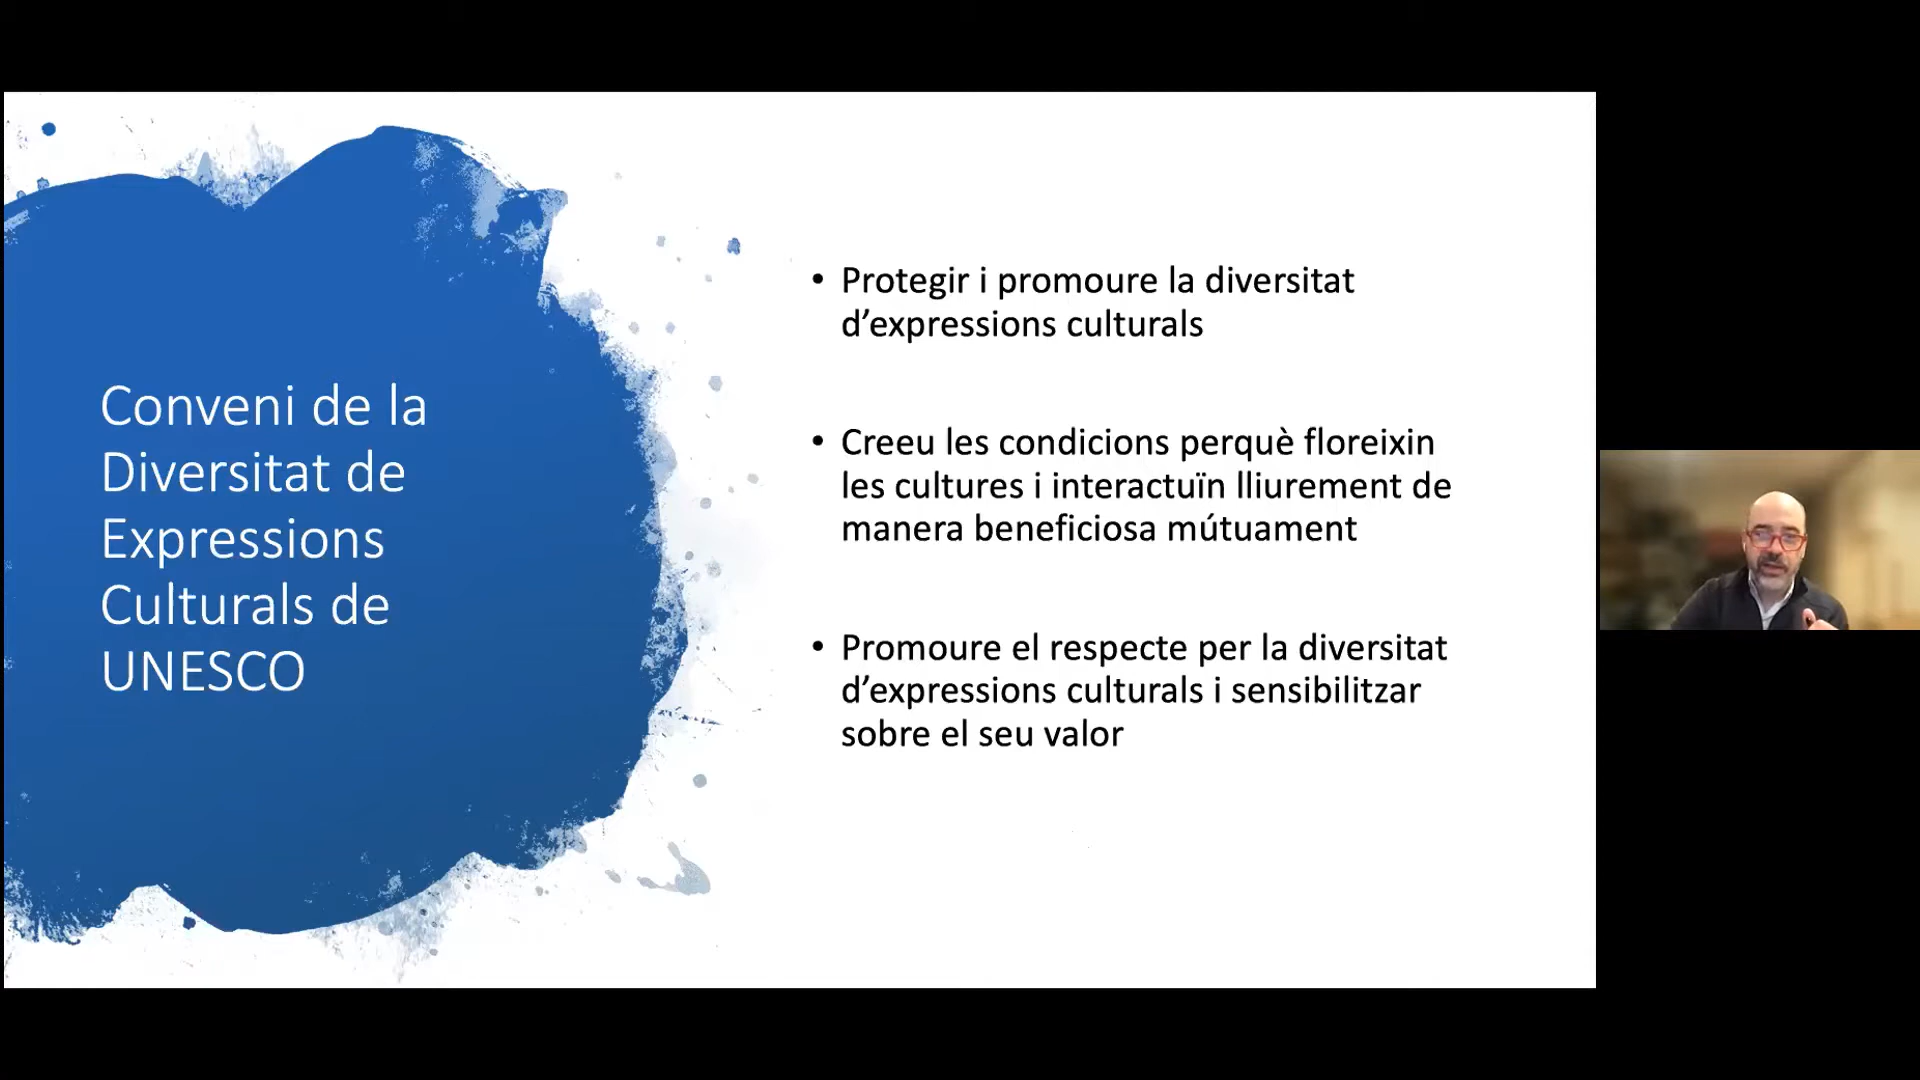 Conveni de la
Diversitat de
Expressions
Culturals de
UNESCO
• Protegir i promoure la diversitat
d’expressions culturals
• Creeu les condicions perquè floreixin
les cultures i interactuïn lliurement de
manera beneficiosa mútuament
• Promoure el respecte per la diversitat
d’expressions culturals i sensibilitzar
sobre el seu valor